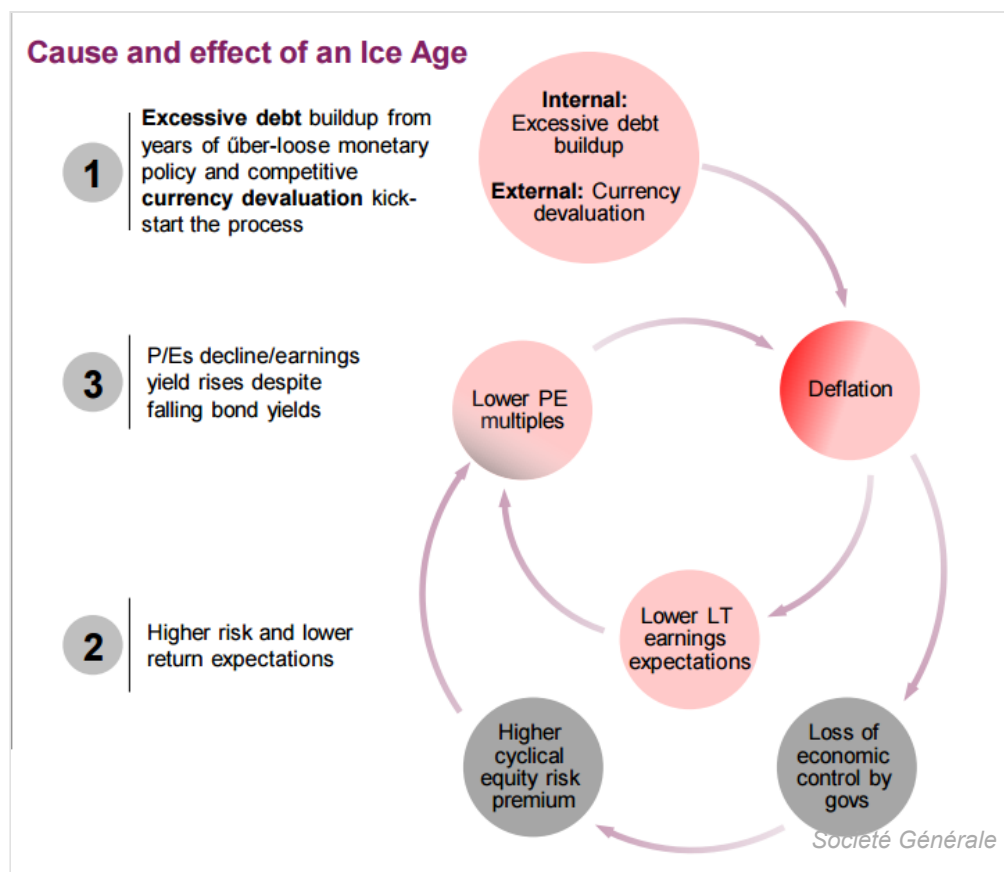 Cause and effect of an Ice Age
1
Excessive debt buildup from
years of űber-loose monetary
policy and competitive
currency devaluation kick-
start the process
Internal:
Excessive debt
buildup
External: Currency
devaluation
3
P/Es decline/earnings
yield rises despite
falling bond yields
Lower PE
multiples
Deflation
2
Higher risk and lower
return expectations
Lower LT
earnings
expectations
Higher
cyclical
equity risk
premium
Loss of
economic
control by
govs
Societé Générale